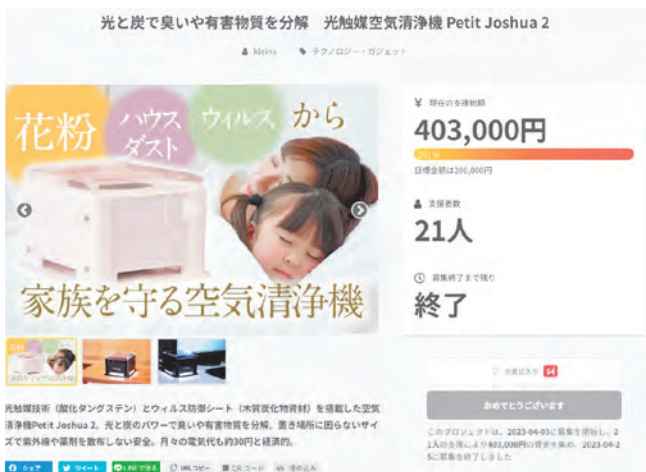 光と炭で臭いや有害物質を分解 光触媒空気清浄機 Petit Joshua 2
kleins テクノロジー・ガジェット
花粉 ハウスダスト ウィルス から
家族を守る空気清浄機
¥ 現在の支援総額
403,000円
201%
目標金額は200,000円
支援者数
21人
募集終了まで残り
終了
お気に入り 54
おめでとうございます
このプロジェクトは、2023-04-03に募集を開始し、2
1人の支援により403,000円の資金を集め、2023-04-2
5に募集を終了しました
光触媒技術（酸化タングステン）とウィルス防御シート（木質炭化物資材）を搭載した空気
清浄機Petit Joshua 2。光と炭のパワーで臭いや有害物質を分解。置き場所に困らないサイ
ズで紫外線や薬剤を散布しない安全。月々の電気代も約30円と経済的。
シェア ツイート LINEで送る URLコピー QRコード 埋め込み